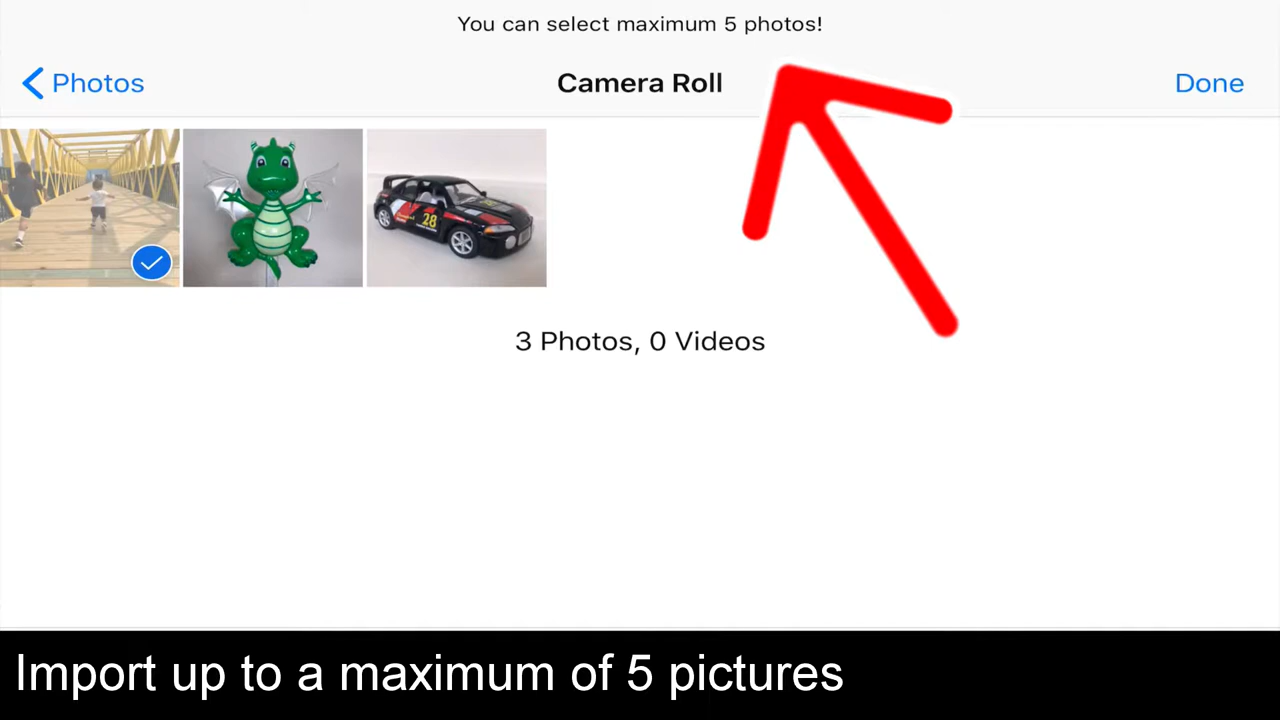 You can select maximum 5 photos!
Photos
Camera Roll
Done
28
3 Photos, 0 Videos
Import up to a maximum of 5 pictures